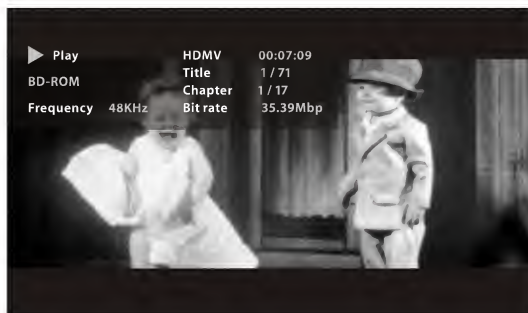 Play
HDMV 00:07:09
BD-ROM
Title 1 / 71
Chapter 1 / 17
Frequency 48KHz
Bit rate 35.39Mbp